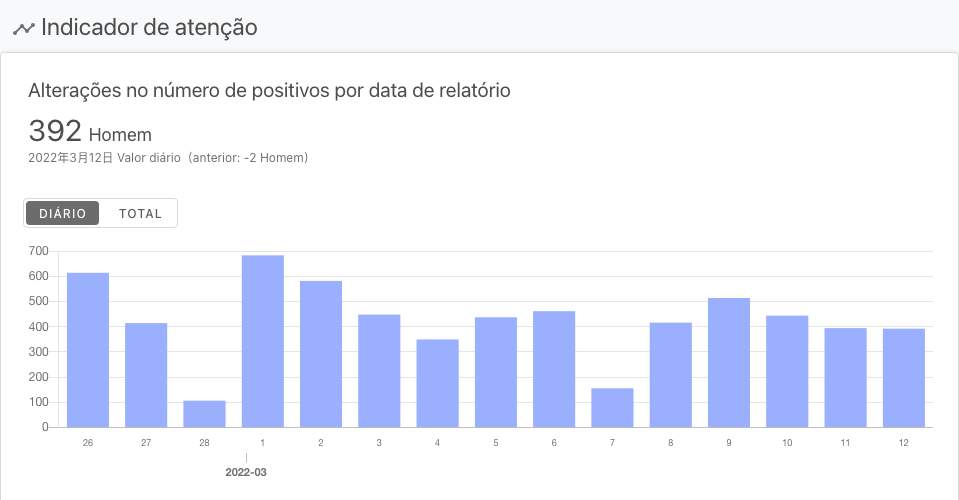 Indicador de atenção
Alterações no número de positivos por data de relatório
392 Homem
2022年3月12日 Valor diário（anterior: -2 Homem）
DIÁRIO TOTAL
700
600
500
400
300
200
100
0
26 27 28 1 2 3 4 5 6 7 8 9 10 11 12
2022-03